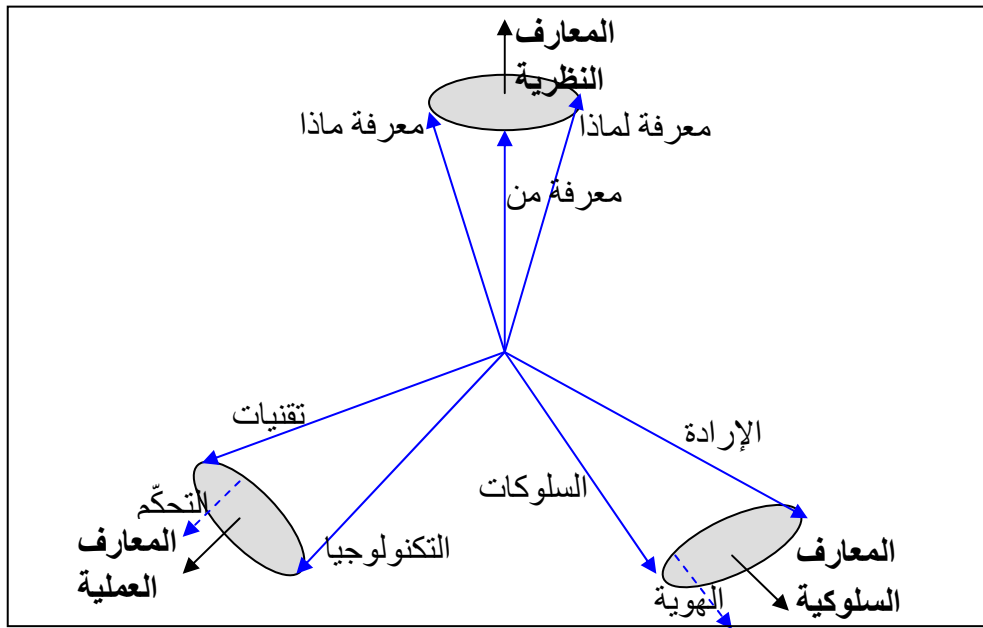 المعارف
النظرية
معرفة لماذا
معرفة ماذا
معرفة من
تقنيات
الإرادة
السلوكات
التحكّم
التكنولوجيا
المعارف
العملية
المعارف
السلوكية
الهوية